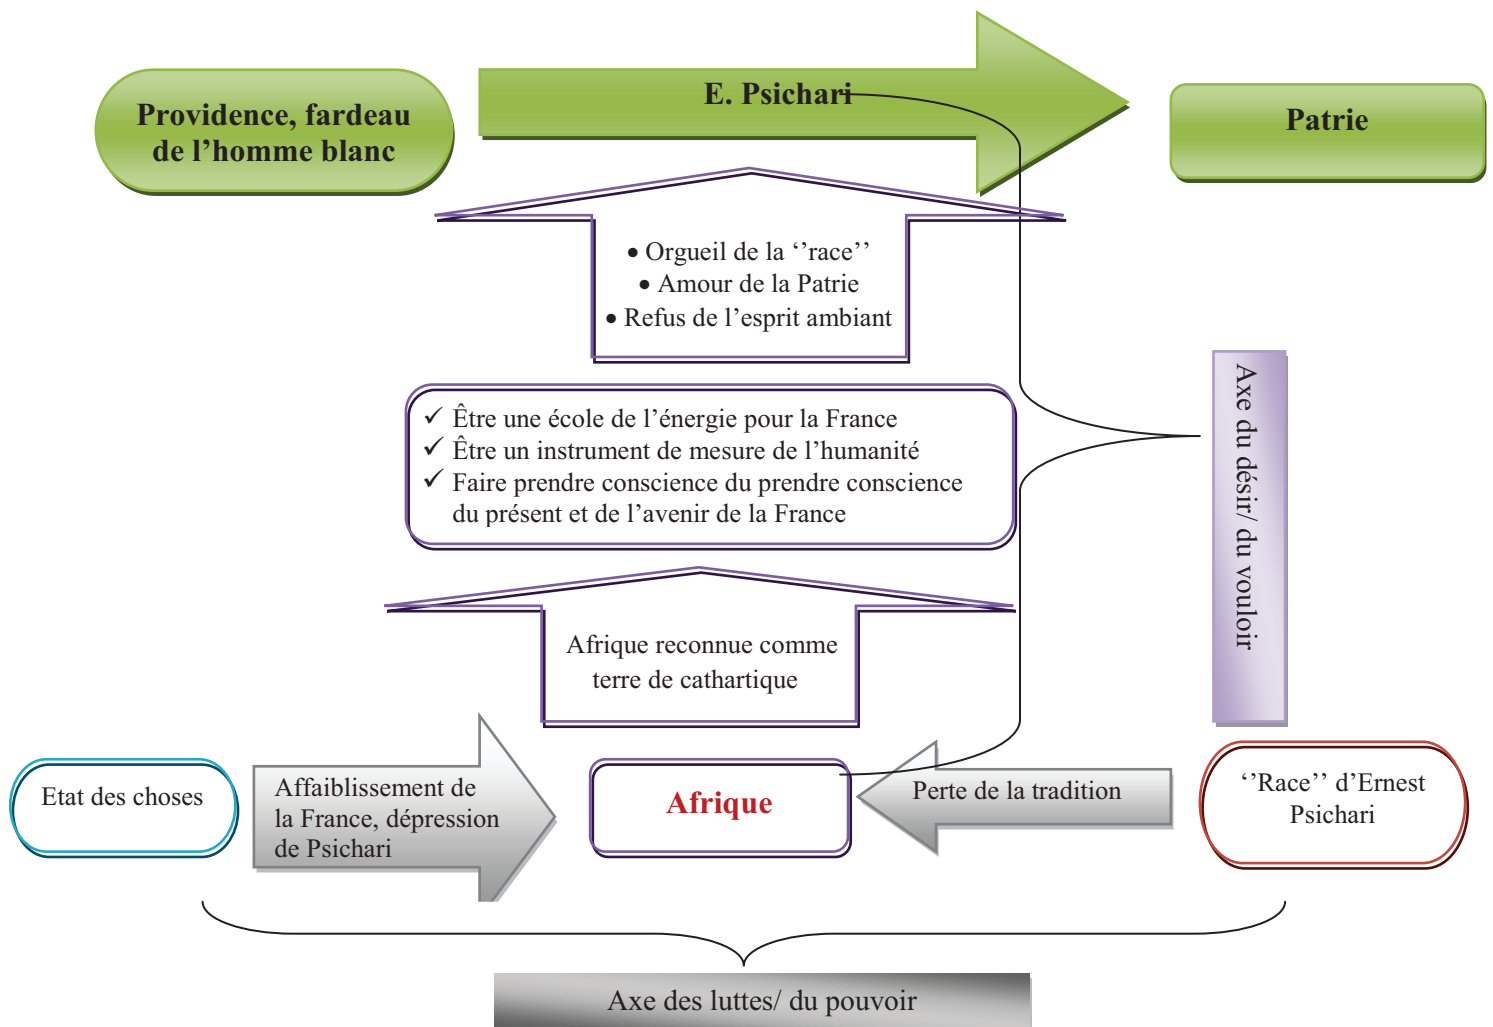 Providence, fardeau
de l’homme blanc
E. Psichari
Patrie
• Orgueil de la ‘’race’’
• Amour de la Patrie
• Refus de l’esprit ambiant
✓ Être une école de l’énergie pour la France
✓ Être un instrument de mesure de l’humanité
✓ Faire prendre conscience du prendre conscience
du présent et de l’avenir de la France
Axe du désir/ du vouloir
Afrique reconnue comme
terre de cathartique
Etat des choses
Affaiblissement de
la France, dépression
de Psichari
Afrique
Perte de la tradition
‘’Race’’ d’Ernest
Psichari
Axe des luttes/ du pouvoir